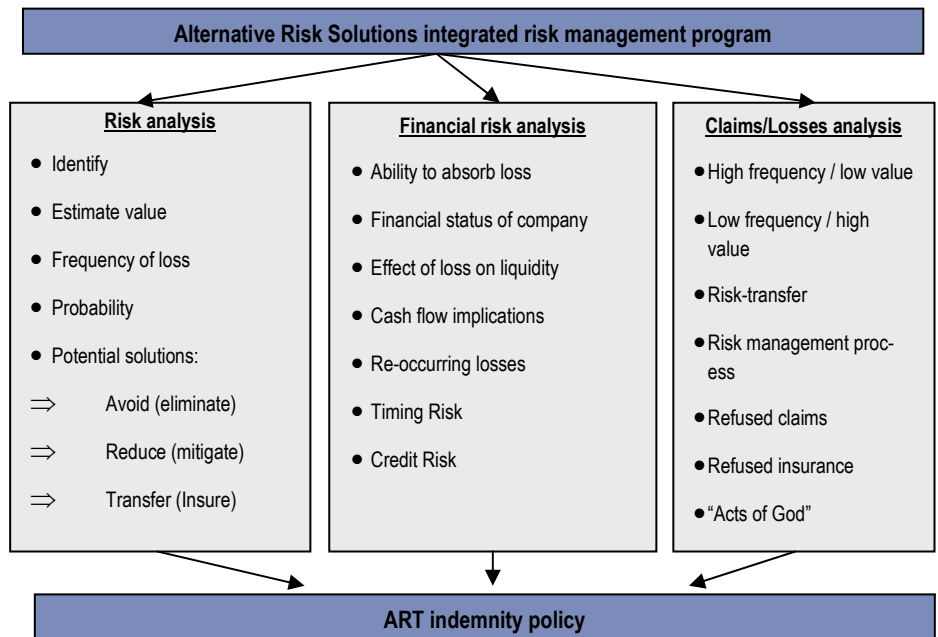 Alternative Risk Solutions integrated risk management program
Risk analysis
• Identify
• Estimate value
• Frequency of loss
• Probability
• Potential solutions:
⇒ Avoid (eliminate)
⇒ Reduce (mitigate)
⇒ Transfer (Insure)
Financial risk analysis
• Ability to absorb loss
• Financial status of company
• Effect of loss on liquidity
• Cash flow implications
• Re-occurring losses
• Timing Risk
• Credit Risk
Claims/Losses analysis
• High frequency / low value
• Low frequency / high
value
• Risk-transfer
• Risk management proc-
ess
• Refused claims
• Refused insurance
• “Acts of God”
ART indemnity policy